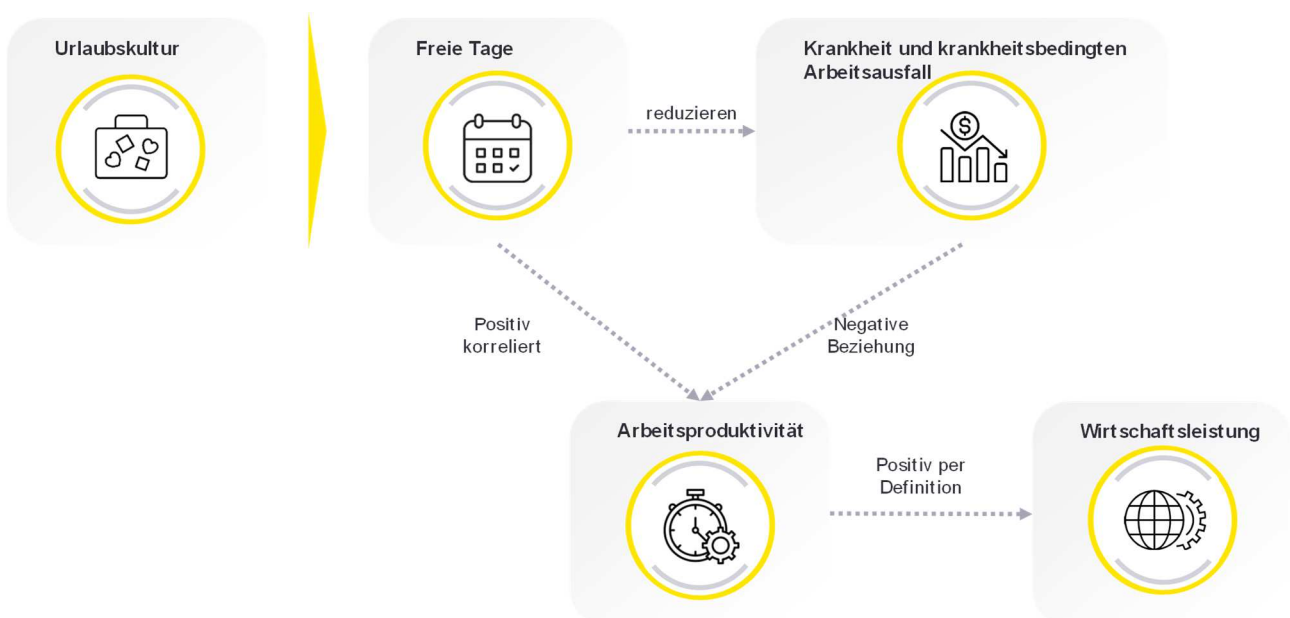 Urlaubskultur
Freie Tage
Krankheit und krankheitsbedingten
Arbeitsausfall
reduzieren
$
Positiv
korreliert
Negative
Beziehung
Arbeitsproduktivität
Positiv per
Definition
Wirtschaftsleistung